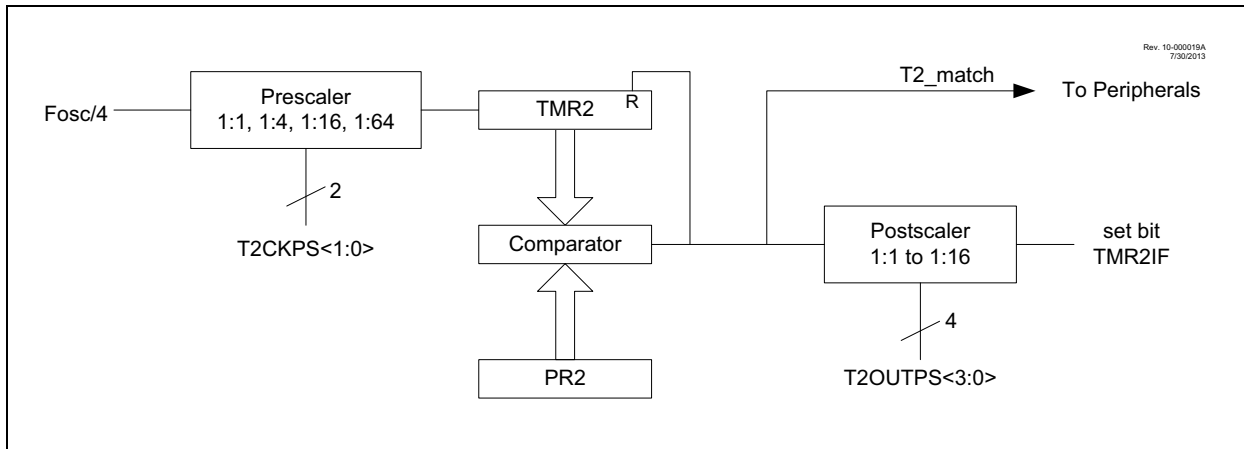 Rev. 10-000019A
7/30/2013
Fosc/4
Prescaler
1:1, 1:4, 1:16, 1:64
2
T2CKPS<1:0>
TMR2
R
Comparator
PR2
T2_match
To Peripherals
Postscaler
1:1 to 1:16
4
T2OUTPS<3:0>
set bit
TMR2IF